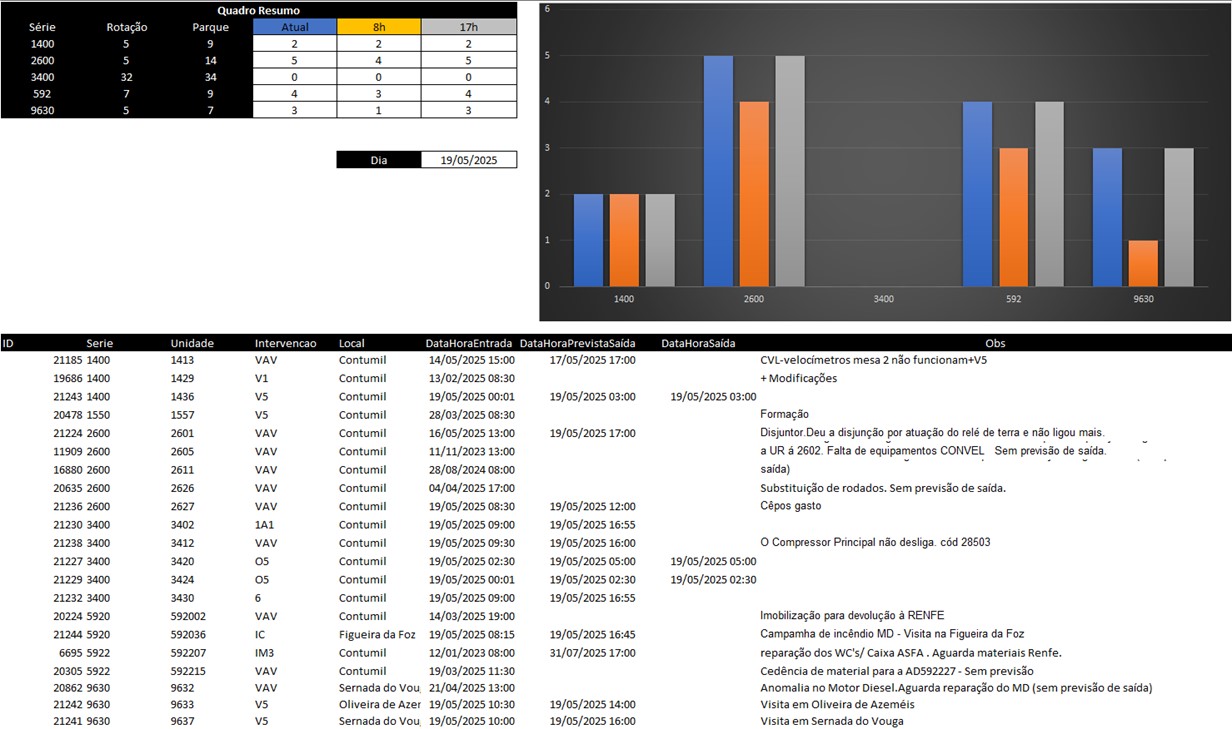 Quadro Resumo
Série Rotação Parque Atual 8h 17h
1400 5 9 2 2 2
2600 5 14 5 4 5
3400 32 34 0 0 0
592 7 9 4 3 4
9630 5 7 3 1 3
Dia 19/05/2025
6
5
4
3
2
1
0
1400 2600 3400 592 9630
ID Serie Unidade Intervencao Local DataHoraEntrada DataHoraPrevistaSaída DataHoraSaída Obs
21185 1400 1413 VAV Contumil 14/05/2025 15:00 17/05/2025 17:00 CVL-velocímetros mesa 2 não funcionam+V5
19686 1400 1429 V1 Contumil 13/02/2025 08:30 + Modificações
21243 1400 1436 V5 Contumil 19/05/2025 00:01 19/05/2025 03:00 19/05/2025 03:00
20478 1550 1557 V5 Contumil 28/03/2025 08:30 Formação
21224 2600 2601 VAV Contumil 16/05/2025 13:00 19/05/2025 17:00 Disjuntor.Deu a disjunção por atuação do relé de terra e não ligou mais.
11909 2600 2605 VAV Contumil 11/11/2023 13:00 a UR á 2602. Falta de equipamentos CONVEL Sem previsão de saída.
16880 2600 2611 VAV Contumil 28/08/2024 08:00 saída)
20635 2600 2626 VAV Contumil 04/04/2025 17:00 Substituição de rodados. Sem previsão de saída.
21236 2600 2627 VAV Contumil 19/05/2025 08:30 19/05/2025 12:00 Cêpos gasto
21230 3400 3402 1A1 Contumil 19/05/2025 09:00 19/05/2025 16:55
21238 3400 3412 VAV Contumil 19/05/2025 09:30 19/05/2025 16:00 O Compressor Principal não desliga. cód 28503
21227 3400 3420 O5 Contumil 19/05/2025 02:30 19/05/2025 05:00 19/05/2025 05:00
21229 3400 3424 O5 Contumil 19/05/2025 00:01 19/05/2025 02:30 19/05/2025 02:30
21232 3400 3430 6 Contumil 19/05/2025 09:00 19/05/2025 16:55
20224 5920 592002 VAV Contumil 14/03/2025 19:00 Imobilização para devolução à RENFE
21244 5920 592036 IC Figueira da Foz 19/05/2025 08:15 19/05/2025 16:45 Campamha de incêndio MD - Visita na Figueira da Foz
6695 5922 592207 IM3 Contumil 12/01/2023 08:00 31/07/2025 17:00 reparação dos WC's/ Caixa ASFA . Aguarda materiais Renfe.
20305 5922 592215 VAV Contumil 19/03/2025 11:30 Cedência de material para a AD592227 - Sem previsão
20862 9630 9632 VAV Sernada do Vou 21/04/2025 13:00 Anomalia no Motor Diesel.Aguarda reparação do MD (sem previsão de saída)
21242 9630 9633 V5 Oliveira de Azer 19/05/2025 10:30 19/05/2025 14:00 Visita em Oliveira de Azeméis
21241 9630 9637 V5 Sernada do Vou 19/05/2025 10:00 19/05/2025 16:00 Visita em Sernada do Vouga